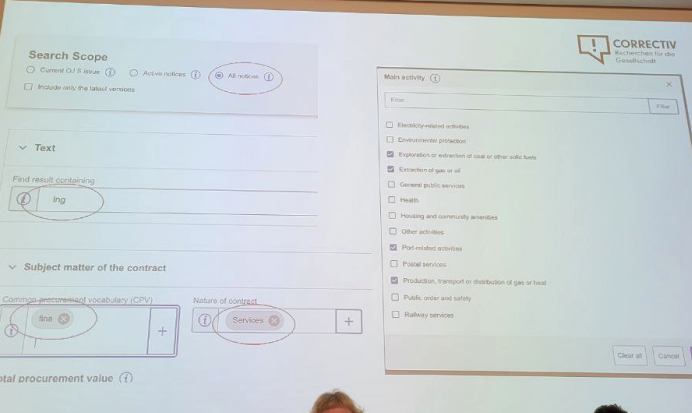 Search Scope
Current OJ S issue
Active notices
All notices
Include only the latest versions
Text
Find result containing
lng
Subject matter of the contract
Common procurement vocabulary (CPV)
Nature of contract
Services
otal procurement value
CORRECTIV
Recherchen für die
Gesellschaft
Main activity
Filter
Filter
Electricity-related activities
Environmental protection
Exploration or extraction of coal or other solid fuels
Extraction of gas or oil
General public services
Health
Housing and community amenities
Other activities
Port-related activities
Postal services
Production, transport or distribution of gas or heat
Public order and safety
Railway services
Clear all
Cancel